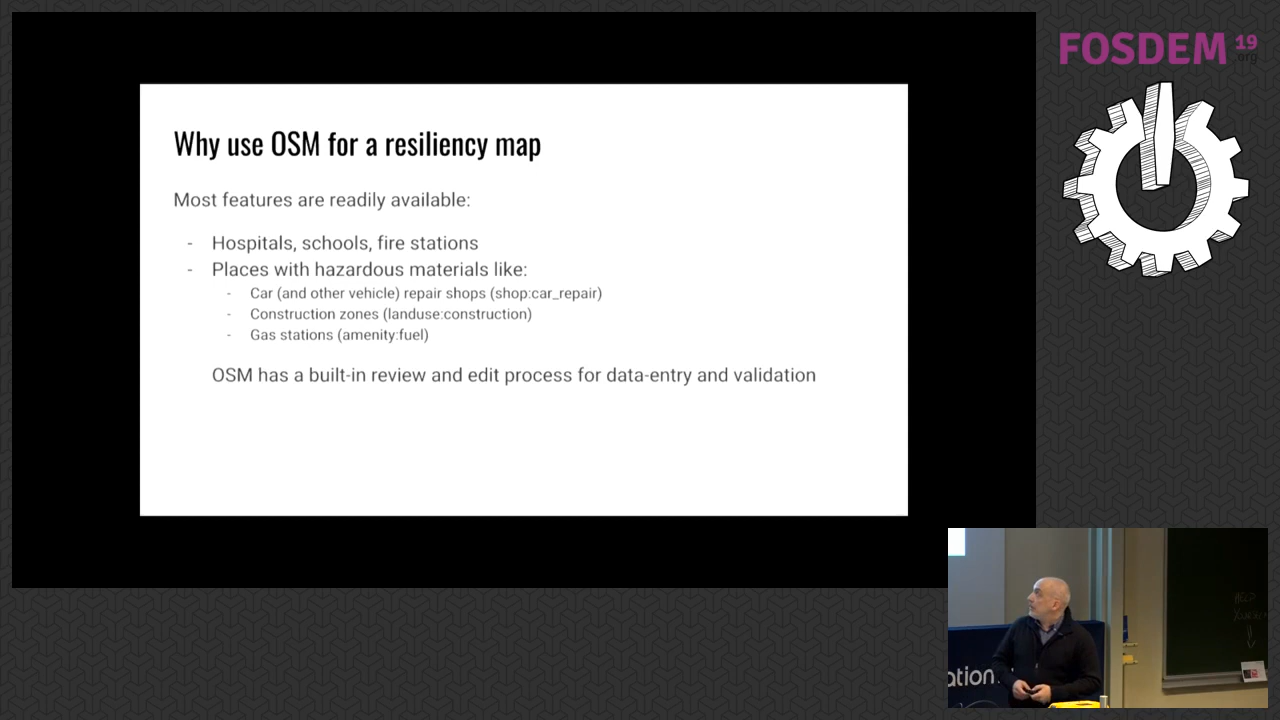 FOSDEM 19
.org
Why use OSM for a resiliency map
Most features are readily available:
- Hospitals, schools, fire stations
- Places with hazardous materials like:
- Car (and other vehicle) repair shops (shop:car_repair)
- Construction zones (landuse:construction)
- Gas stations (amenity:fuel)
OSM has a built-in review and edit process for data-entry and validation
ation.